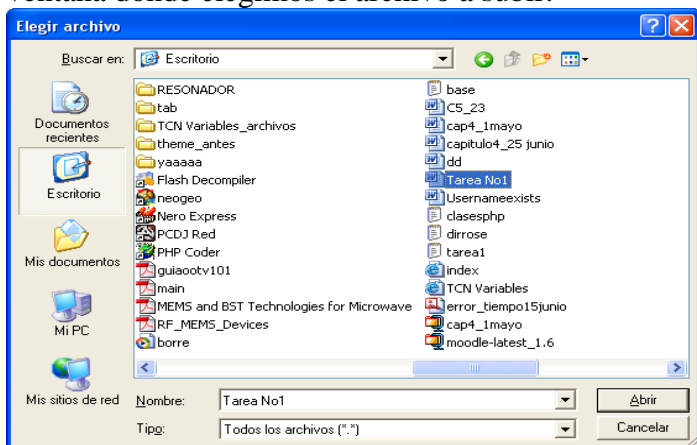 ventana donde elegimos el archivo a subir.
Elegir archivo
Buscar en:
Escritorio
Documentos
recientes
Escritorio
Mis documentos
Mi PC
Mis sitios de red
RESONADOR
tab
TCN Variables_archivos
theme_antes
yaaaaa
Flash Decompiler
neogeo
Nero Express
PCDJ Red
PHP Coder
guiaootv101
main
MEMS and BST Technologies for Microwave
RF_MEMS_Devices
borre
base
C5_23
cap4_1mayo
capitulo4_25 junio
dd
Tarea No1
Usernameexists
clasesphp
dirrose
tarea1
index
TCN Variables
error_tiempo15junio
cap4_1mayo
moodle-latest_1.6
Nombre:
Tarea No1
Abrir
Tipo:
Todos los archivos (*.*)
Cancelar